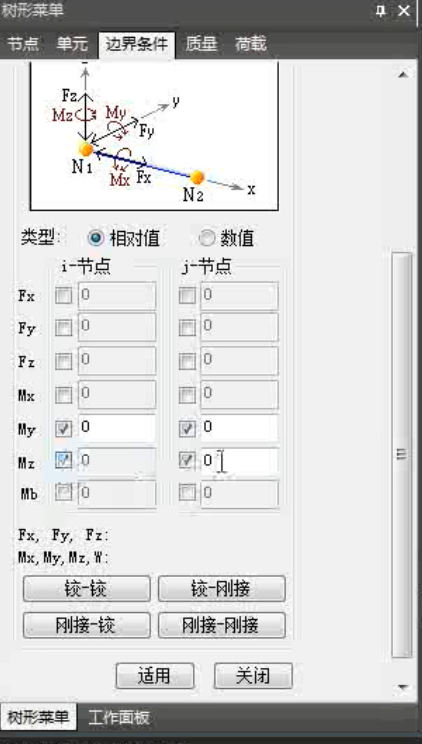 树形菜单
节点 单元 边界条件 质量 荷载
Fz
y
Mz My
Fy
N1 Mx Fx
N2 x
类型: 相对值 数值
i-节点 j-节点
Fx 0 0
Fy 0 0
Fz 0 0
Mx 0 0
My 0 0
Mz 0 0
Mb 0 0
Fx, Fy, Fz:
Mx,My,Mz,W:
铰-铰 铰-刚接
刚接-铰 刚接-刚接
适用 关闭
树形菜单 工作面板